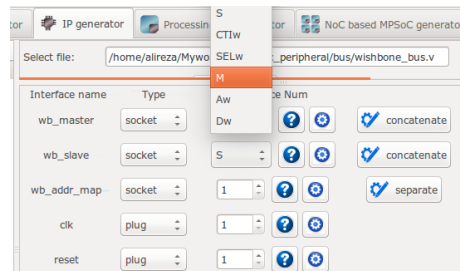 tor IP generator Processin tor NoC based MPSoC generato
S
CTIw
SELw
M
Aw
Dw
Select file: /home/alireza/Mywo _peripheral/bus/wishbone_bus.v
Interface name Type ce Num
wb_master socket concatenate
wb_slave socket S concatenate
wb_addr_map socket 1 separate
clk plug 1
reset plug 1